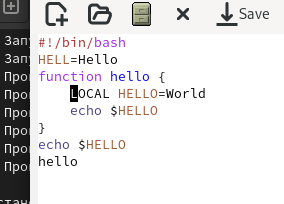 Save
#!/bin/bash
HELL=Hello
function hello {
    LOCAL HELLO=World
    echo $HELLO
}
echo $HELLO
hello